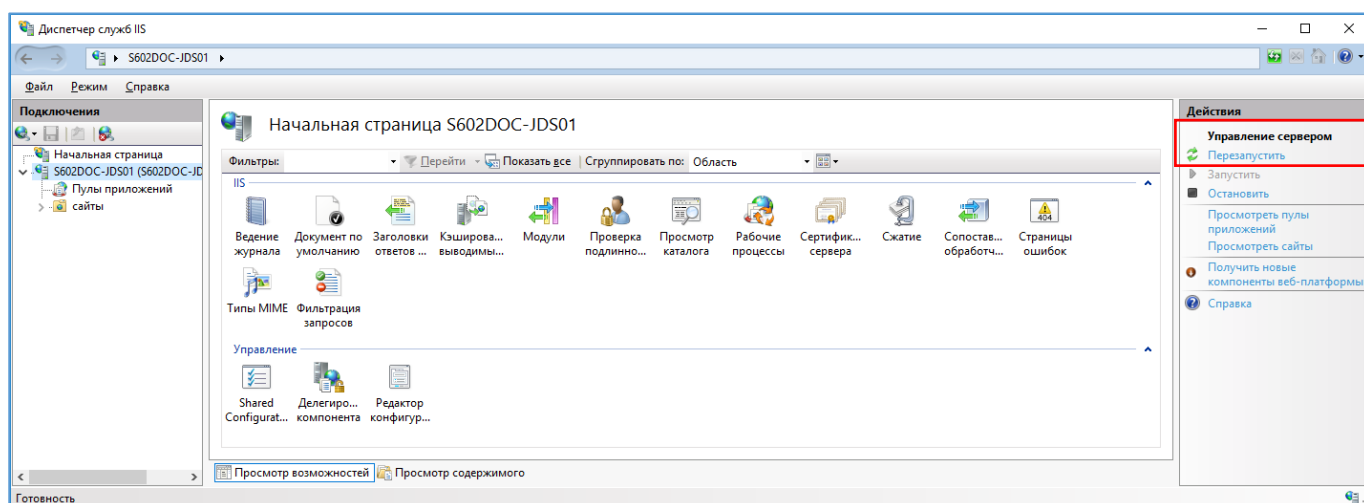 Диспетчер служб IIS
S602DOC-JDS01
Файл Режим Справка
Подключения
Начальная страница
S602DOC-JDS01 (S602DOC-JD
Пулы приложений
сайты
Начальная страница S602DOC-JDS01
Фильтры: Перейти Показать все Сгруппировать по: Область
IIS
Ведение журнала
Документ по умолчанию
Заголовки ответов ...
Кэширова... выводимы...
Модули
Проверка подлинно...
Просмотр каталога
Рабочие процессы
Сертифик... сервера
Сжатие
Сопостав... обработч...
Страницы ошибок
404
Типы MIME
Фильтрация запросов
Управление
Shared Configurat...
Делегиро... компонента
Редактор конфигур...
Просмотр возможностей Просмотр содержимого
Действия
Управление сервером
Перезапустить
Запустить
Остановить
Просмотреть пулы
приложений
Просмотреть сайты
Получить новые
компоненты веб-платформы
Справка
Готовность